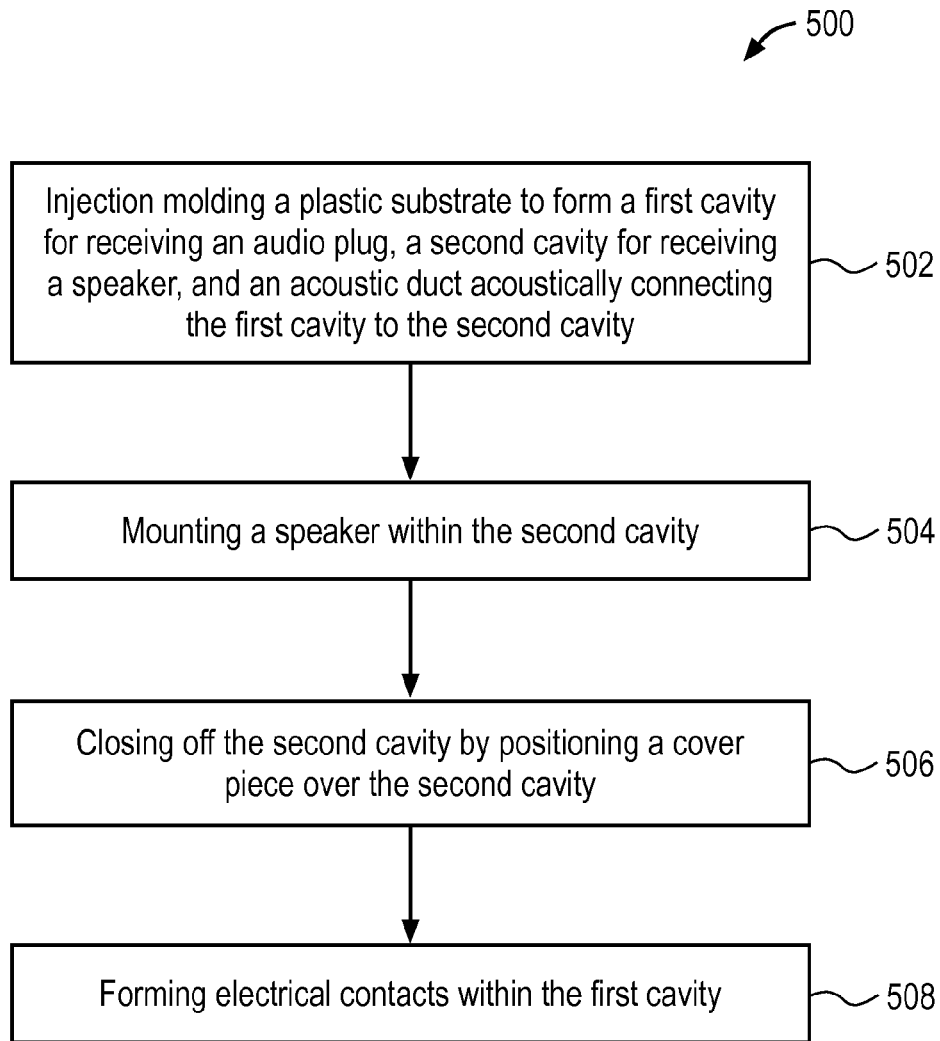 500
Injection molding a plastic substrate to form a first cavity
for receiving an audio plug, a second cavity for receiving
a speaker, and an acoustic duct acoustically connecting
the first cavity to the second cavity
502
Mounting a speaker within the second cavity
504
Closing off the second cavity by positioning a cover
piece over the second cavity
506
Forming electrical contacts within the first cavity
508